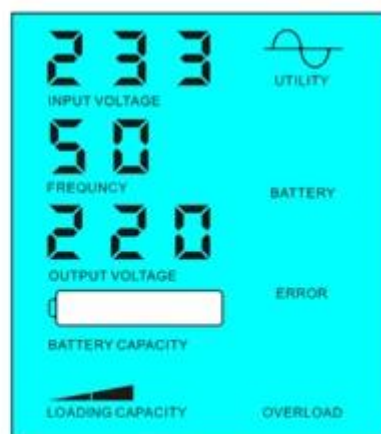 233
INPUT VOLTAGE
UTILITY
50
FREQUNCY
BATTERY
220
OUTPUT VOLTAGE
ERROR
BATTERY CAPACITY
LOADING CAPACITY
OVERLOAD